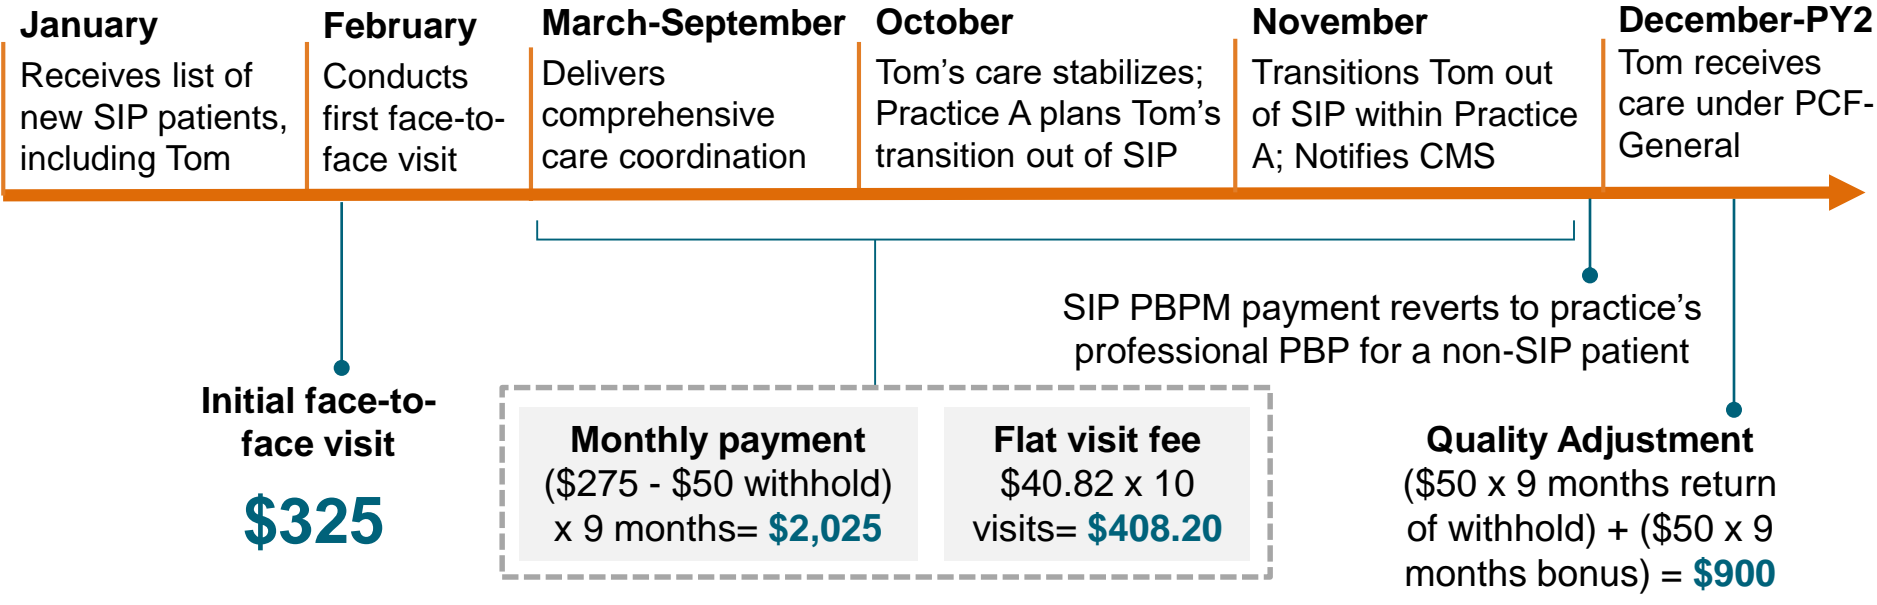 January
Receives list of
new SIP patients,
including Tom
February
Conducts
first face-to-
face visit
March-September
Delivers
comprehensive
care coordination
October
Tom’s care stabilizes;
Practice A plans Tom’s
transition out of SIP
November
Transitions Tom out
of SIP within Practice
A; Notifies CMS
December-PY2
Tom receives
care under PCF-
General
Initial face-to-
face visit
$325
Monthly payment
($275 - $50 withhold)
x 9 months= $2,025
Flat visit fee
$40.82 x 10
visits= $408.20
SIP PBPM payment reverts to practice’s
professional PBP for a non-SIP patient
Quality Adjustment
($50 x 9 months return
of withhold) + ($50 x 9
months bonus) = $900